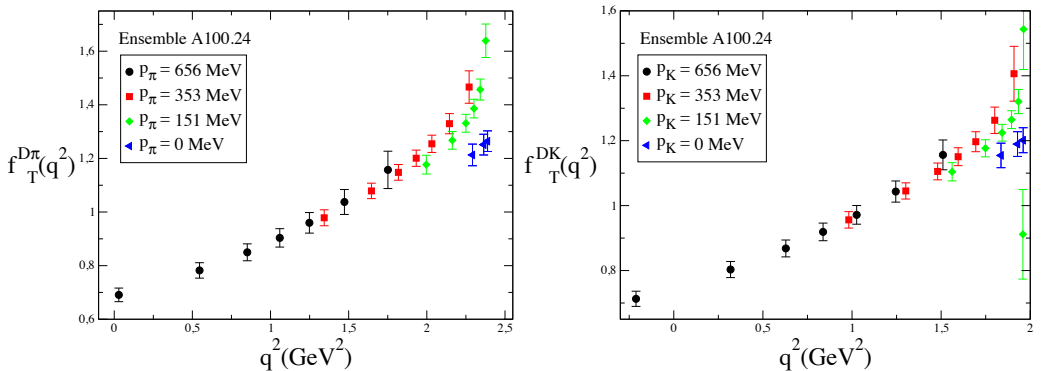 Ensemble A100.24
p_π = 656 MeV
p_π = 353 MeV
p_π = 151 MeV
p_π = 0 MeV
f_T^{Dπ}(q²)
1,6
1,4
1,2
1
0,8
0,6
0
0,5
1
1,5
2
2,5
q²(GeV²)
Ensemble A100.24
p_K = 656 MeV
p_K = 353 MeV
p_K = 151 MeV
p_K = 0 MeV
f_T^{DK}(q²)
1,6
1,4
1,2
1
0,8
0
0,5
1
1,5
2
q²(GeV²)